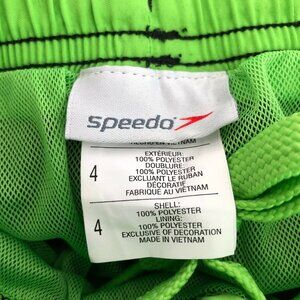 speedo
VIETNAM
4
EXTÉRIEUR:
100% POLYESTER
DOUBLURE:
100% POLYESTER
EXCLUANT LE RUBAN
DÉCORATIF
FABRIQUÉ AU VIETNAM
4
SHELL:
100% POLYESTER
LINING:
100% POLYESTER
EXCLUSIVE OF DECORATION
MADE IN VIETNAM